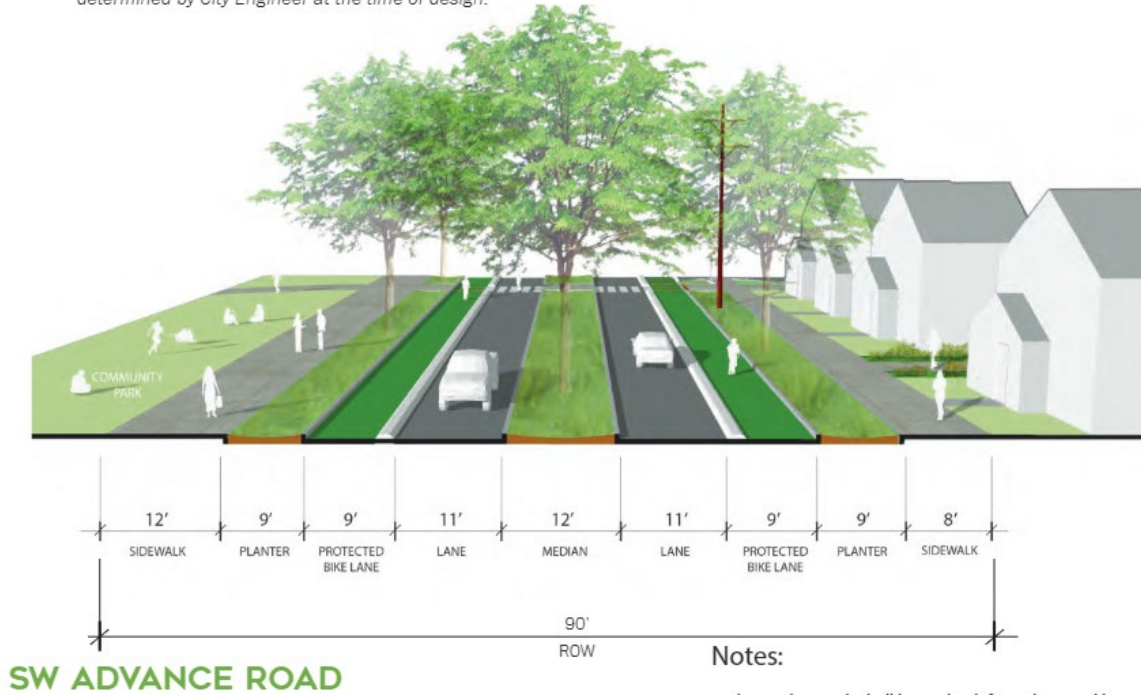 determined by City Engineer at the time of design.
COMMUNITY
PARK
12' 9' 9' 11' 12' 11' 9' 9' 8'
SIDEWALK PLANTER PROTECTED LANE MEDIAN LANE PROTECTED PLANTER SIDEWALK
BIKE LANE BIKE LANE
90'
ROW
SW ADVANCE ROAD
Notes: